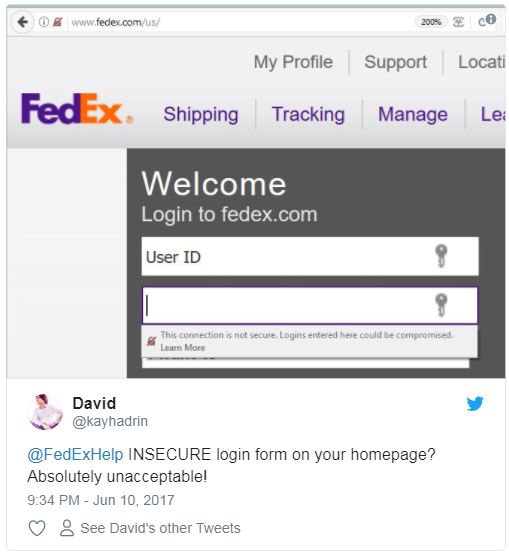 www.fedex.com/us/ 200%
My Profile Support Locati
FedEx® Shipping Tracking Manage Lea
Welcome
Login to fedex.com
User ID
This connection is not secure. Logins entered here could be compromised.
Learn More
David
@kayhadrin
@FedExHelp INSECURE login form on your homepage?
Absolutely unacceptable!
9:34 PM - Jun 10, 2017
See David's other Tweets